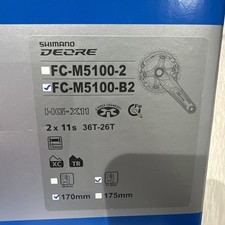 SHIMANO
DEORE
FC-M5100-2
FC-M5100-B2
HG-X11
2 x 11s 36T-26T
XC TR
170mm 175mm